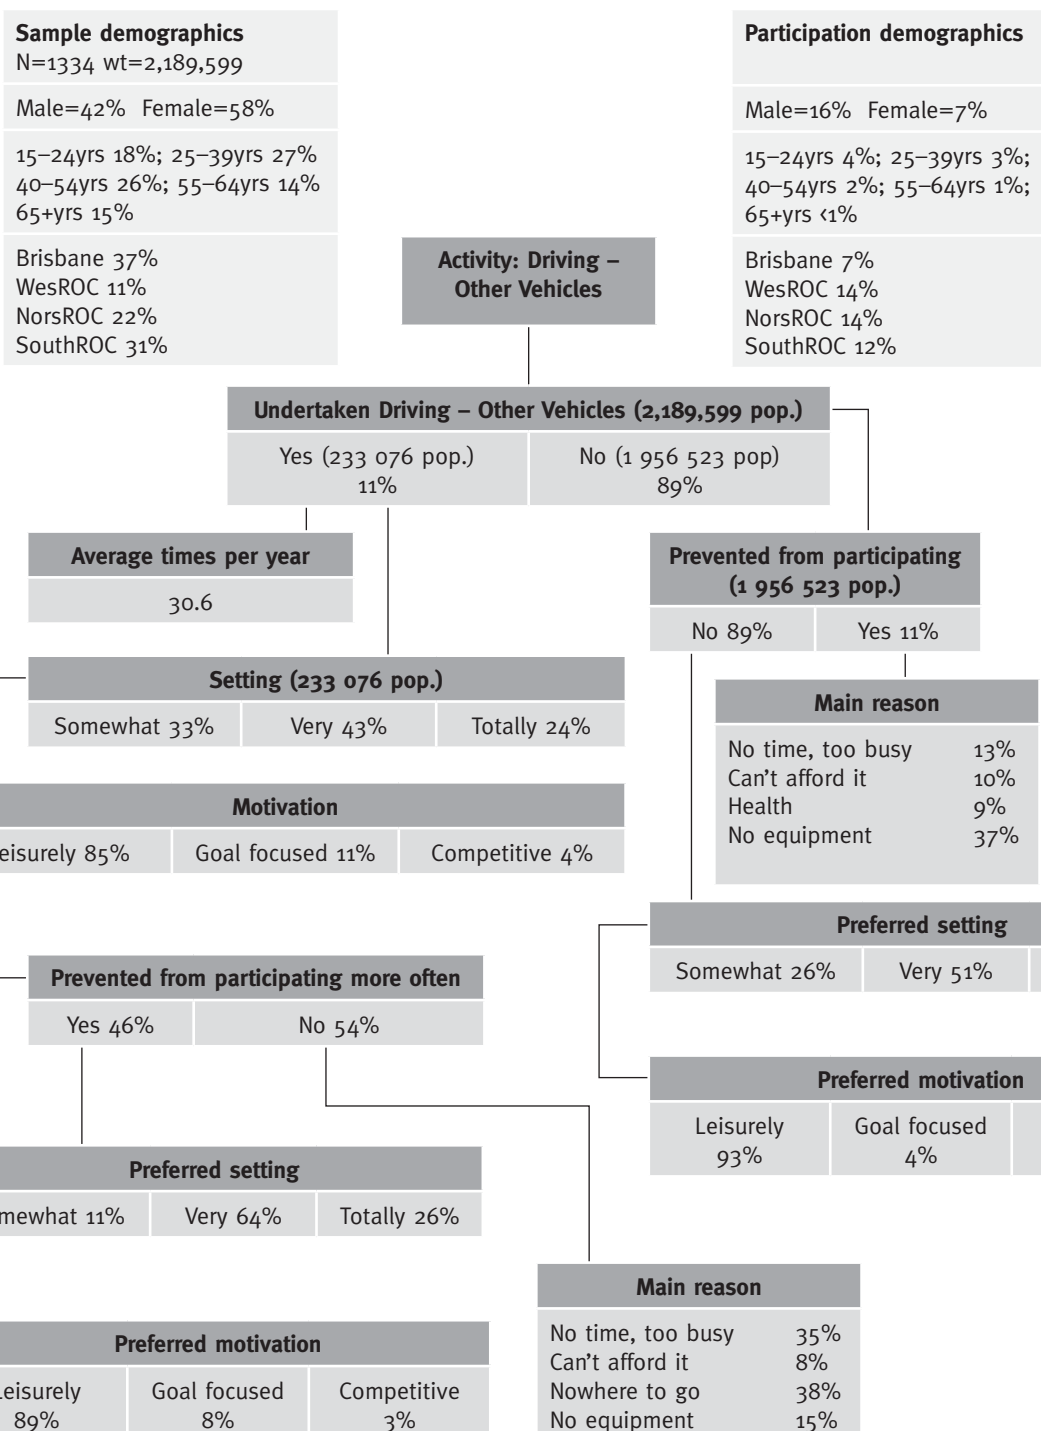 Sample demographics
N=1334 wt=2,189,599
Male=42% Female=58%
15–24yrs 18%; 25–39yrs 27%
40–54yrs 26%; 55–64yrs 14%
65+yrs 15%
Brisbane 37%
WesROC 11%
NorsROC 22%
SouthROC 31%
Participation demographics
Male=16% Female=7%
15–24yrs 4%; 25–39yrs 3%;
40–54yrs 2%; 55–64yrs 1%;
65+yrs <1%
Brisbane 7%
WesROC 14%
NorsROC 14%
SouthROC 12%
Activity: Driving –
Other Vehicles
Undertaken Driving – Other Vehicles (2,189,599 pop.)
Yes (233 076 pop.)
11%
No (1 956 523 pop)
89%
Average times per year
30.6
Prevented from participating
(1 956 523 pop.)
No 89% Yes 11%
Setting (233 076 pop.)
Somewhat 33% Very 43% Totally 24%
Main reason
No time, too busy 13%
Can't afford it 10%
Health 9%
No equipment 37%
Motivation
eisurely 85% Goal focused 11% Competitive 4%
Preferred setting
Somewhat 26% Very 51%
Prevented from participating more often
Yes 46% No 54%
Preferred motivation
Leisurely
93%
Goal focused
4%
Preferred setting
mewhat 11% Very 64% Totally 26%
Main reason
No time, too busy 35%
Can't afford it 8%
Nowhere to go 38%
No equipment 15%
Preferred motivation
Leisurely
89%
Goal focused
8%
Competitive
3%